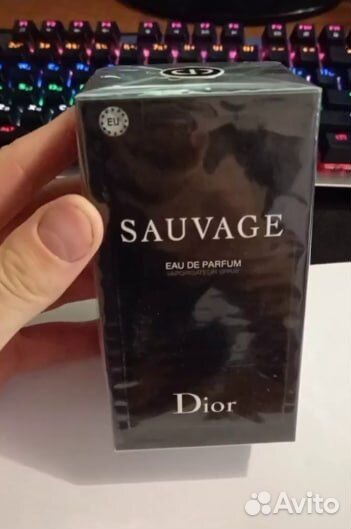 EU
SAUVAGE
EAU DE PARFUM
VAPORISATEUR SPRAY
Dior
Avito